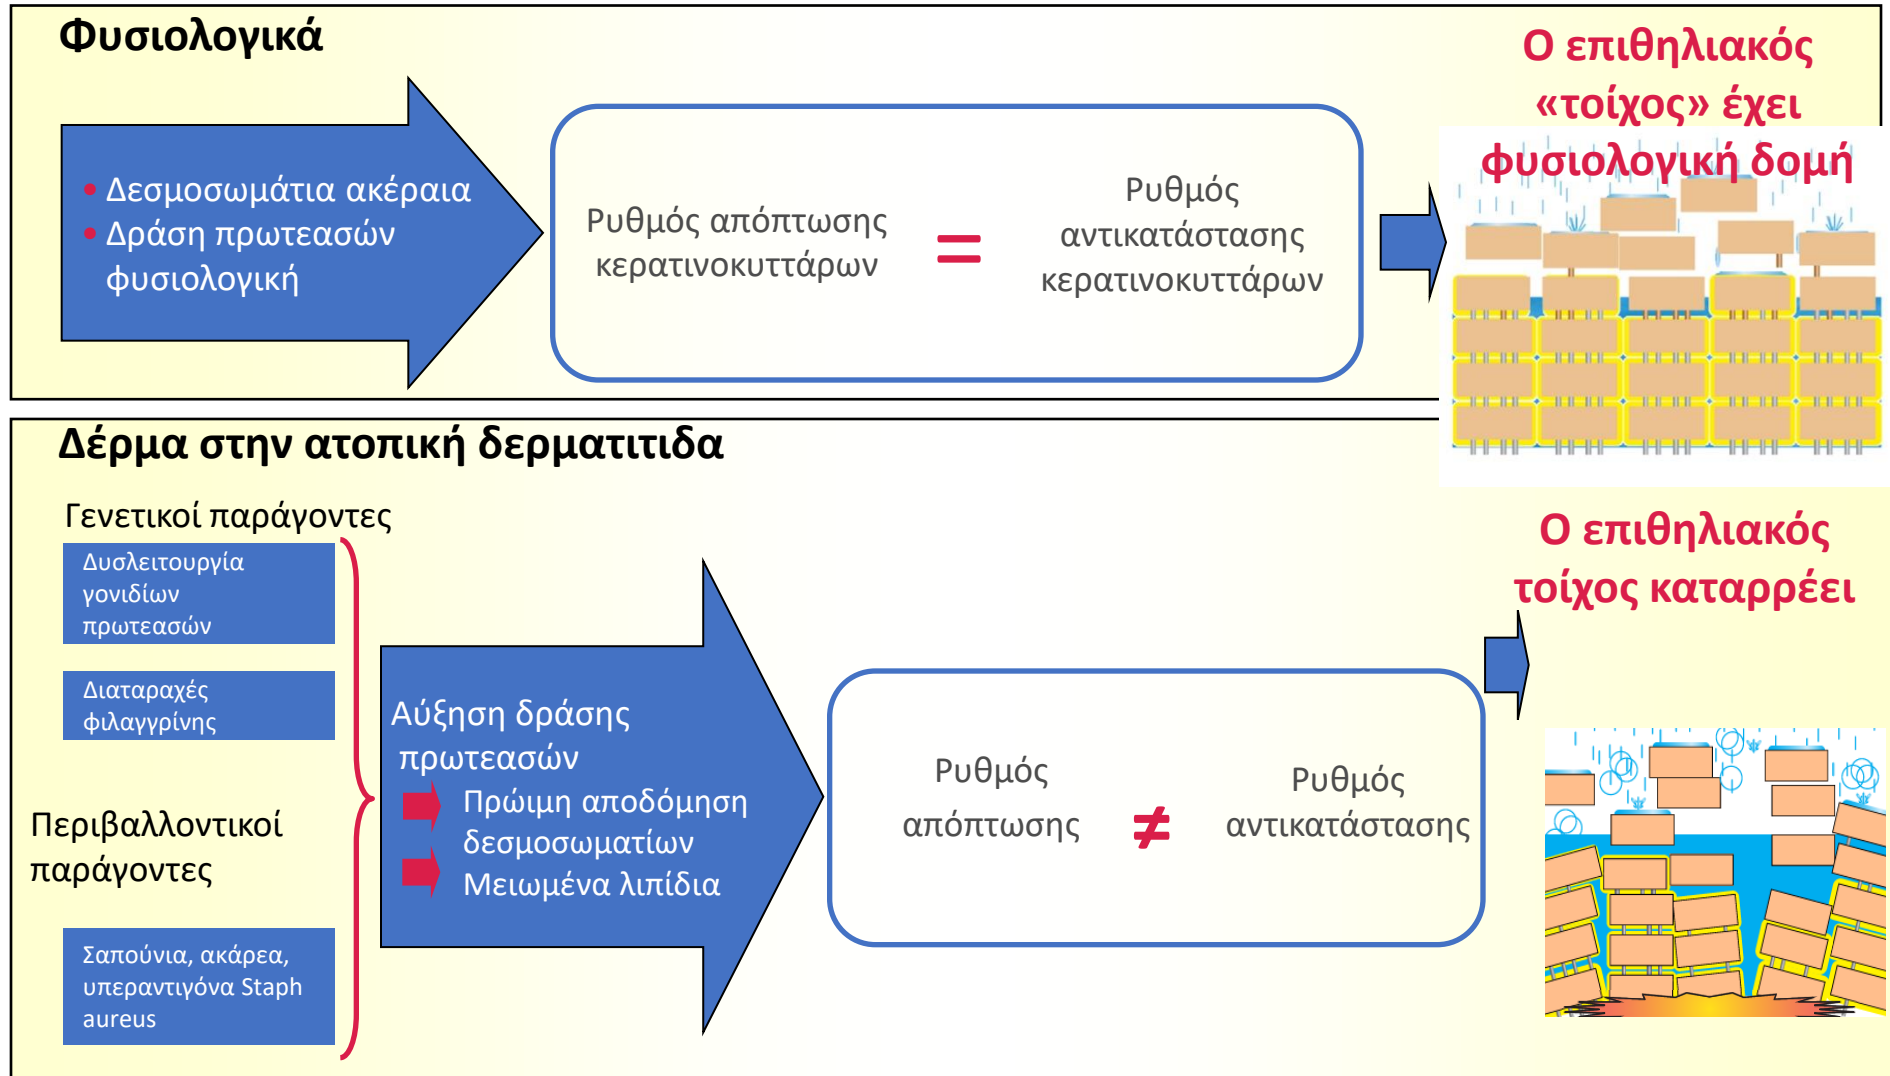 Φυσιολογικά
• Δεσμοσωμάτια ακέραια
• Δράση πρωτεασών
φυσιολογική
Ρυθμός απόπτωσης
κερατινοκυττάρων
=
Ρυθμός
αντικατάστασης
κερατινοκυττάρων
Ο επιθηλιακός
«τοίχος» έχει
φυσιολογική δομή
Δέρμα στην ατοπική δερματιτιδα
Γενετικοί παράγοντες
Δυσλειτουργία
γονιδίων
πρωτεασών
Διαταραχές
φιλαγγρίνης
Περιβαλλοντικοί
παράγοντες
Σαπούνια, ακάρεα,
υπεραντιγόνα Staph
aureus
Αύξηση δράσης
πρωτεασών
Πρώιμη αποδόμηση
δεσμοσωματίων
Μειωμένα λιπίδια
Ρυθμός
απόπτωσης
≠
Ρυθμός
αντικατάστασης
Ο επιθηλιακός
τοίχος καταρρέει